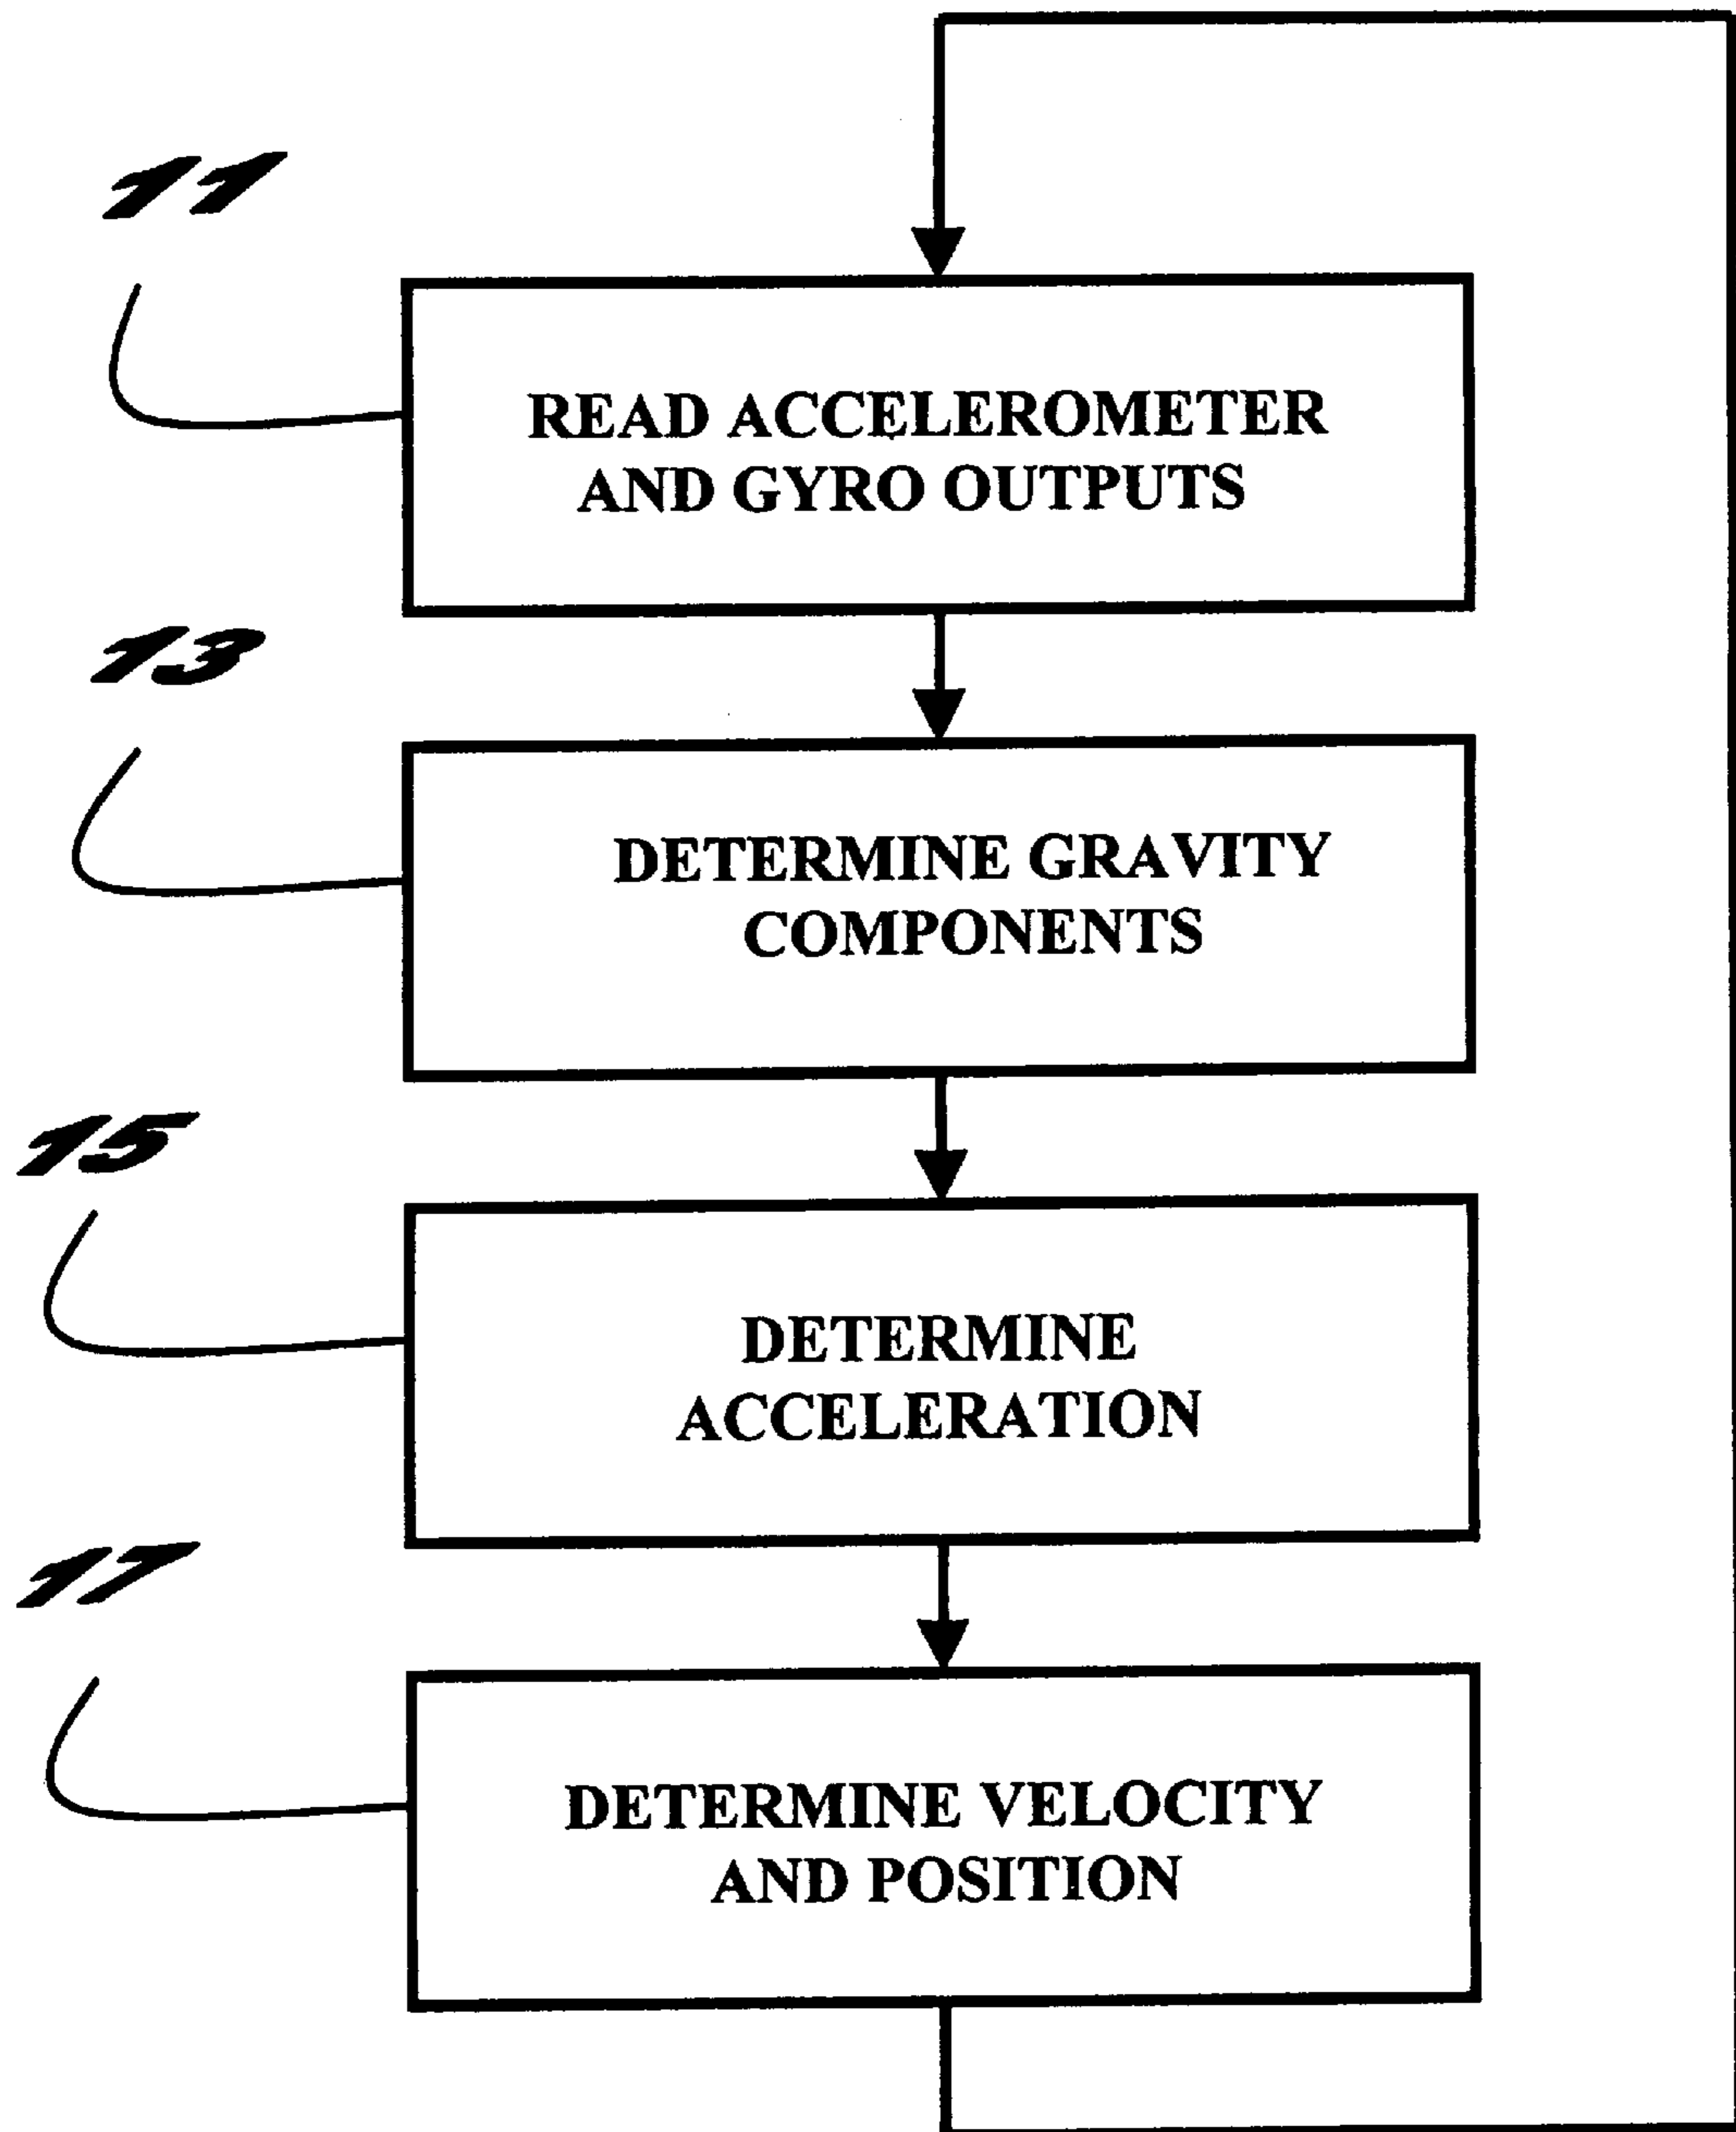 11
READ ACCELEROMETER
AND GYRO OUTPUTS
13
DETERMINE GRAVITY
COMPONENTS
15
DETERMINE
ACCELERATION
17
DETERMINE VELOCITY
AND POSITION